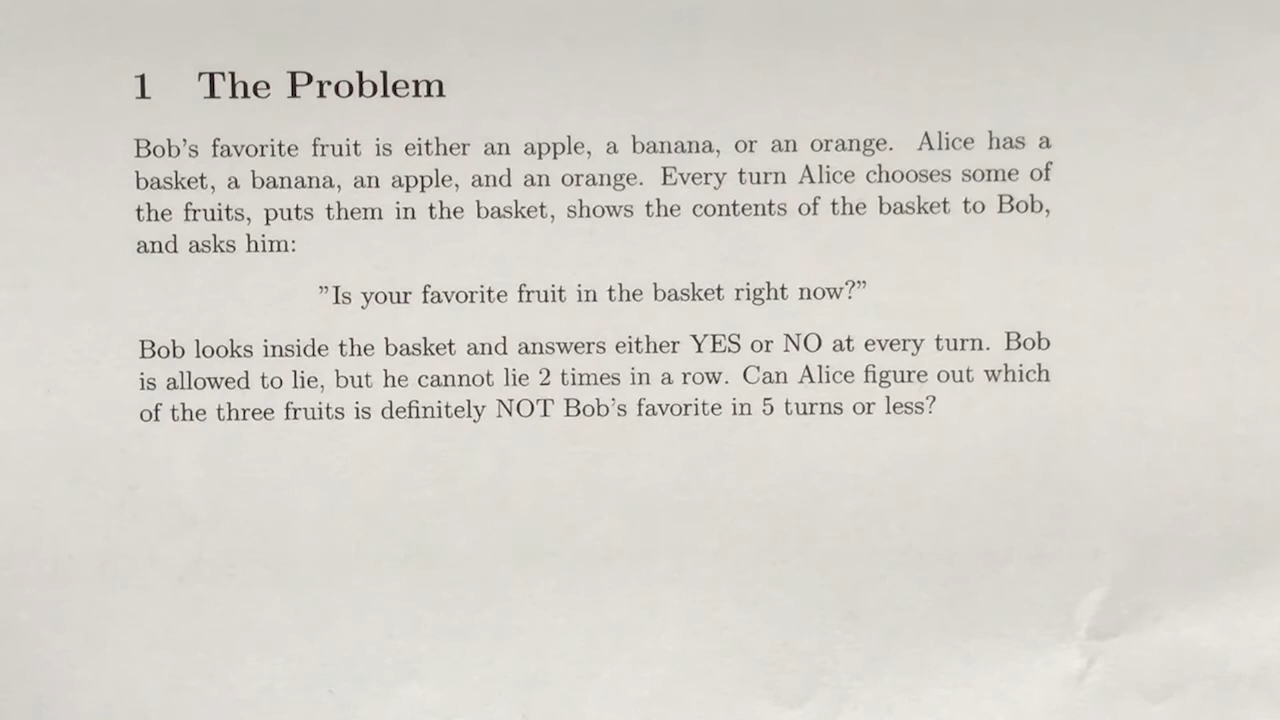 1 The Problem
Bob's favorite fruit is either an apple, a banana, or an orange. Alice has a
basket, a banana, an apple, and an orange. Every turn Alice chooses some of
the fruits, puts them in the basket, shows the contents of the basket to Bob,
and asks him:
”Is your favorite fruit in the basket right now?”
Bob looks inside the basket and answers either YES or NO at every turn. Bob
is allowed to lie, but he cannot lie 2 times in a row. Can Alice figure out which
of the three fruits is definitely NOT Bob's favorite in 5 turns or less?